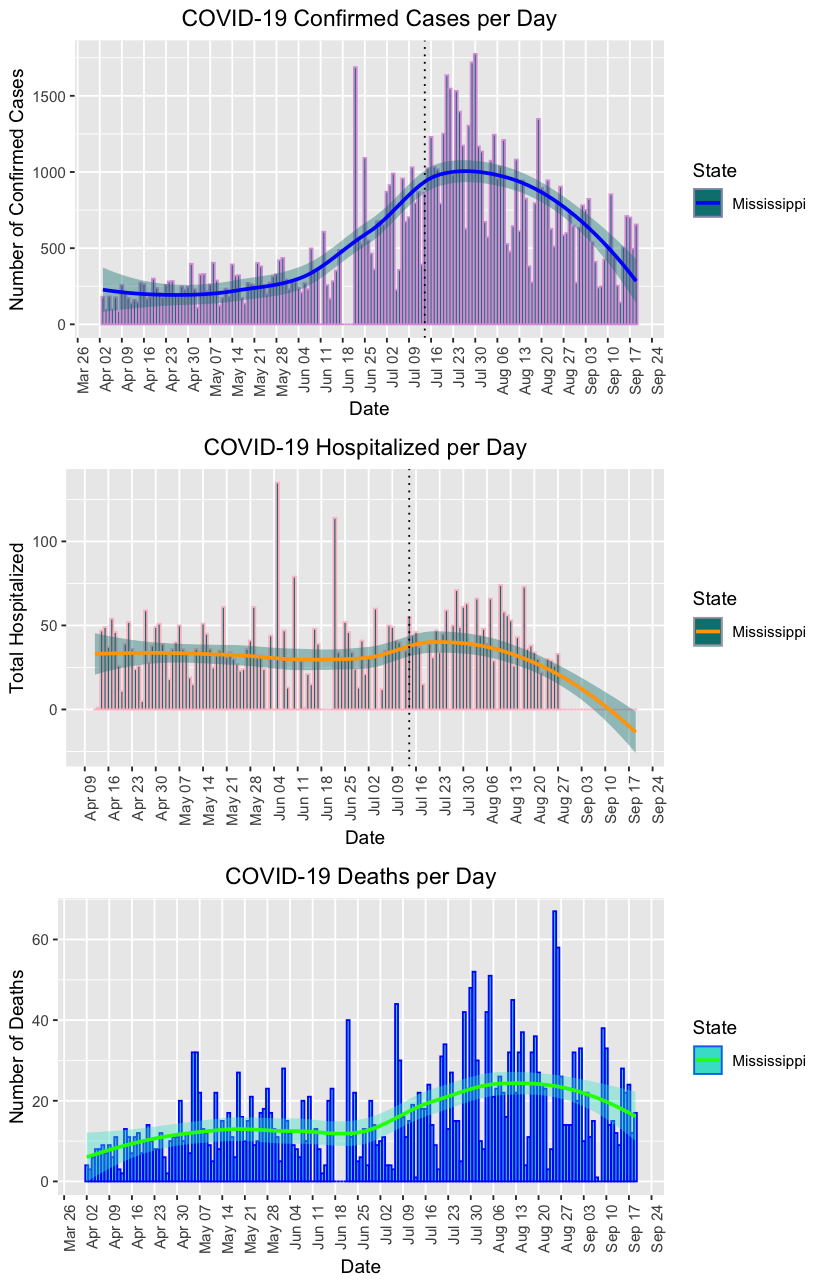 COVID-19 Confirmed Cases per Day
Number of Confirmed Cases
1500
1000
500
0
Mar 26
Apr 02
Apr 09
Apr 16
Apr 23
Apr 30
May 07
May 14
May 21
May 28
Jun 04
Jun 11
Jun 18
Jun 25
Jul 02
Jul 09
Jul 16
Jul 23
Jul 30
Aug 06
Aug 13
Aug 20
Aug 27
Sep 03
Sep 10
Sep 17
Sep 24
Date
State
Mississippi
COVID-19 Hospitalized per Day
Total Hospitalized
100
50
0
Apr 09
Apr 16
Apr 23
Apr 30
May 07
May 14
May 21
May 28
Jun 04
Jun 11
Jun 18
Jun 25
Jul 02
Jul 09
Jul 16
Jul 23
Jul 30
Aug 06
Aug 13
Aug 20
Aug 27
Sep 03
Sep 10
Sep 17
Sep 24
Date
State
Mississippi
COVID-19 Deaths per Day
Number of Deaths
60
40
20
0
Mar 26
Apr 02
Apr 09
Apr 16
Apr 23
Apr 30
May 07
May 14
May 21
May 28
Jun 04
Jun 11
Jun 18
Jun 25
Jul 02
Jul 09
Jul 16
Jul 23
Jul 30
Aug 06
Aug 13
Aug 20
Aug 27
Sep 03
Sep 10
Sep 17
Sep 24
Date
State
Mississippi